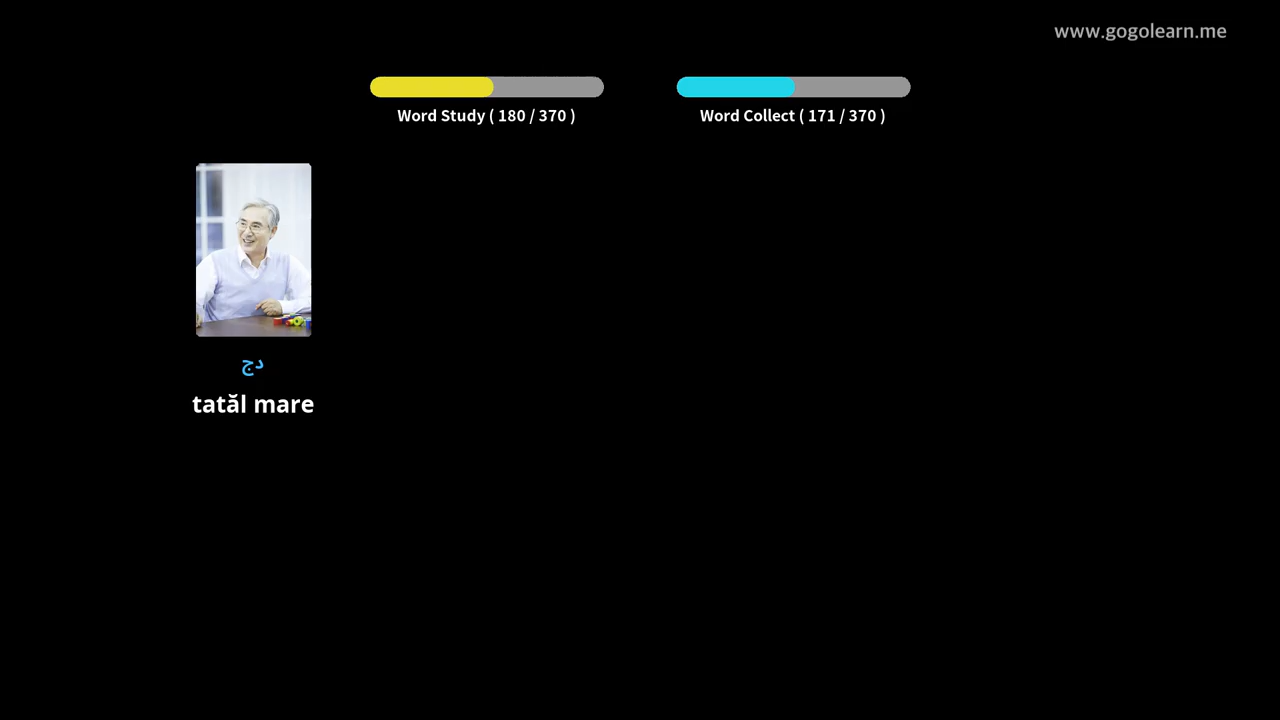 www.gogolearn.me
Word Study ( 180 / 370 )
Word Collect ( 171 / 370 )
دج
tatăl mare